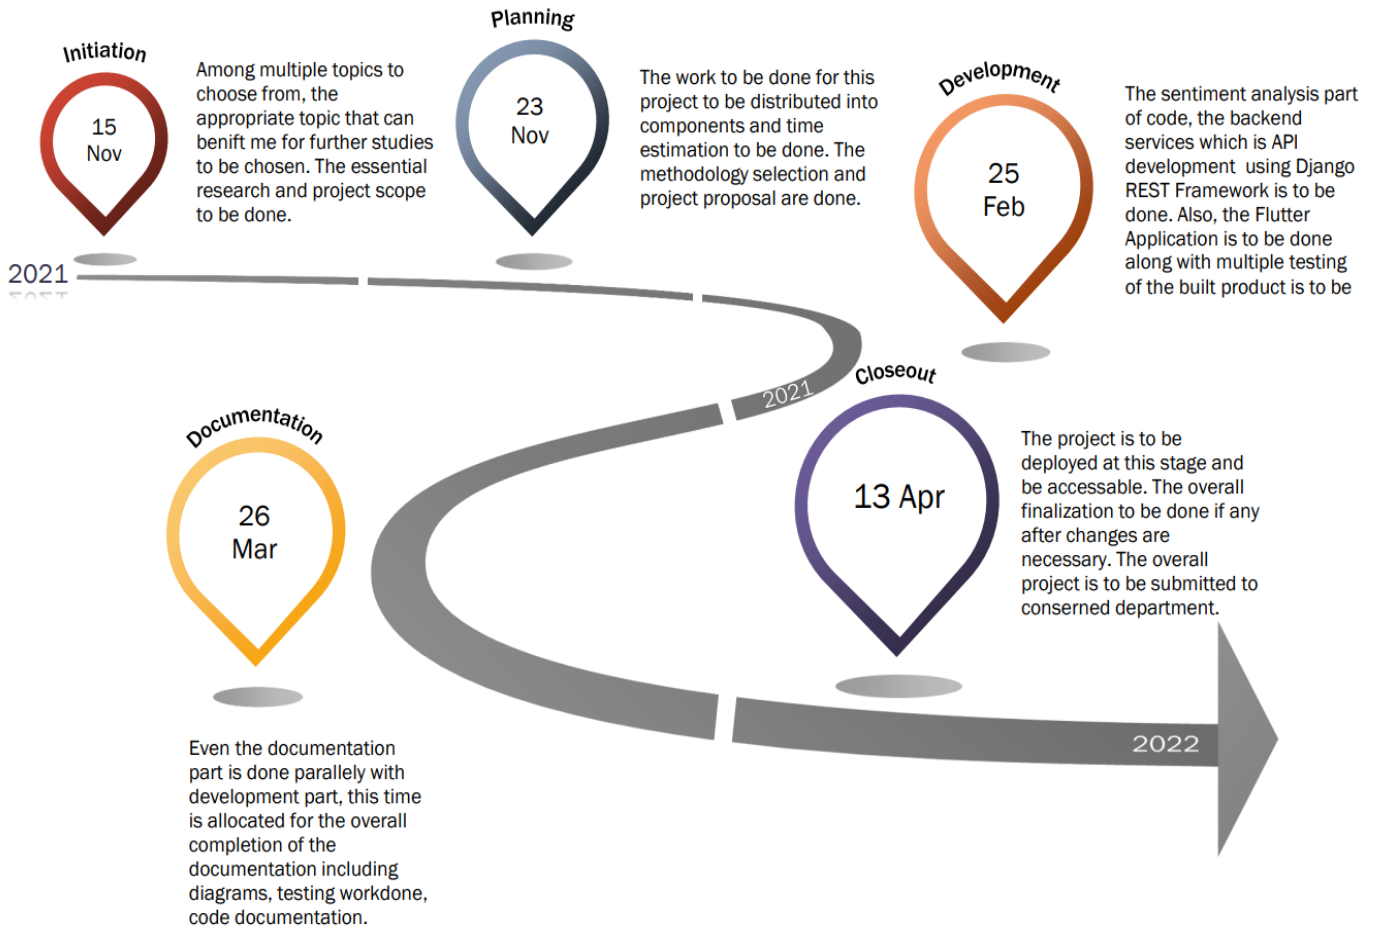 Initiation
15
Nov
Among multiple topics to
choose from, the
appropriate topic that can
benift me for further studies
to be chosen. The essential
research and project scope
to be done.
Planning
23
Nov
The work to be done for this
project to be distributed into
components and time
estimation to be done. The
methodology selection and
project proposal are done.
Development
25
Feb
The sentiment analysis part
of code, the backend
services which is API
development using Django
REST Framework is to be
done. Also, the Flutter
Application is to be done
along with multiple testing
of the built product is to be
2021
2021
Documentation
26
Mar
Even the documentation
part is done parallely with
development part, this time
is allocated for the overall
completion of the
documentation including
diagrams, testing workdone,
code documentation.
Closeout
13 Apr
The project is to be
deployed at this stage and
be accessable. The overall
finalization to be done if any
after changes are
necessary. The overall
project is to be submitted to
conserned department.
2022